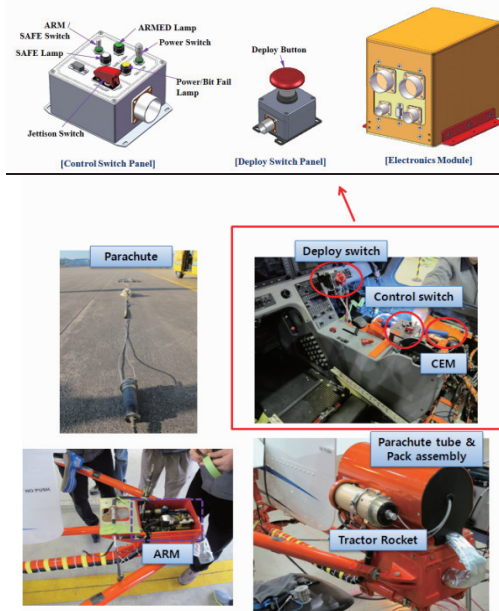 ARM
SAFE Switch
ARMED Lamp
Power Switch
SAFE Lamp
Power/Bit Fail
Lamp
Jettison Switch
[Control Switch Panel]
Deploy Button
[Deploy Switch Panel]
[Electronics Module]
Parachute
Deploy switch
Control switch
CEM
NO PUSH
ARM
Parachute tube &
Pack assembly
Tractor Rocket